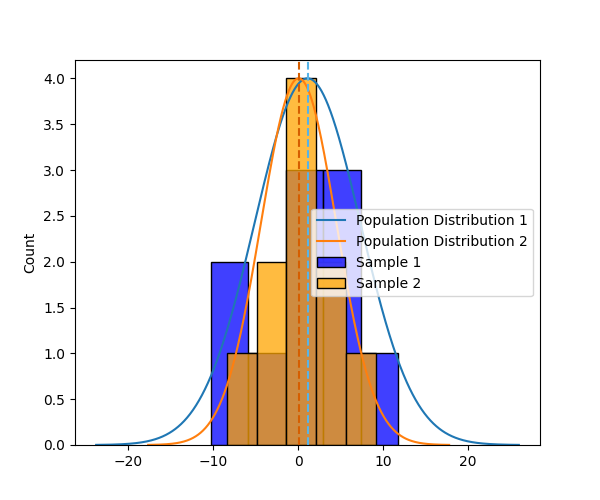 4.0
3.5
3.0
2.5
2.0
1.5
1.0
0.5
0.0
Count
Population Distribution 1
Population Distribution 2
Sample 1
Sample 2
−20 −10 0 10 20